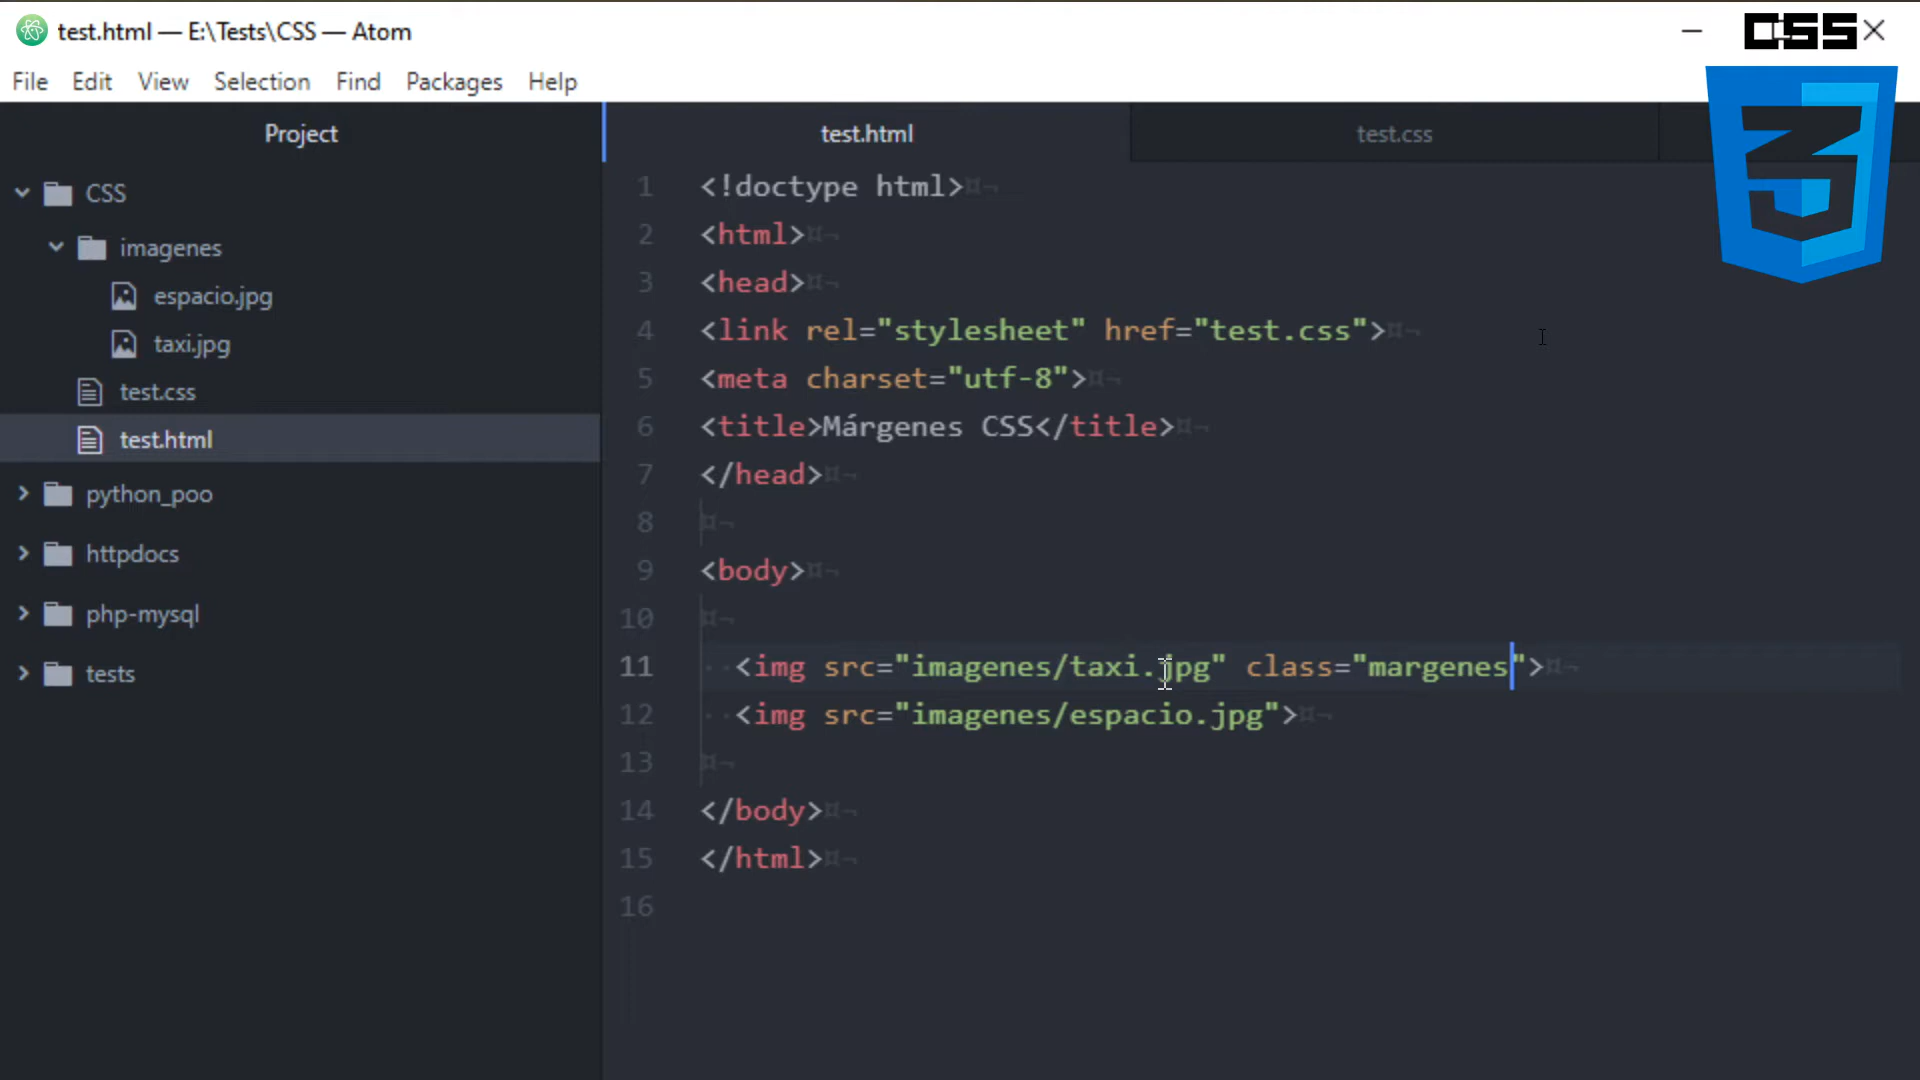 test.html — E:\Tests\CSS — Atom
CSS
File Edit View Selection Find Packages Help
Project
CSS
imagenes
espacio.jpg
taxi.jpg
test.css
test.html
python_poo
httpdocs
php-mysql
tests
test.html test.css
1 <!doctype html>
2 <html>
3 <head>
4 <link rel="stylesheet" href="test.css">
5 <meta charset="utf-8">
6 <title>Márgenes CSS</title>
7 </head>
8
9 <body>
10
11 <img src="imagenes/taxi.jpg" class="margenes">
12 <img src="imagenes/espacio.jpg">
13
14 </body>
15 </html>
16
3